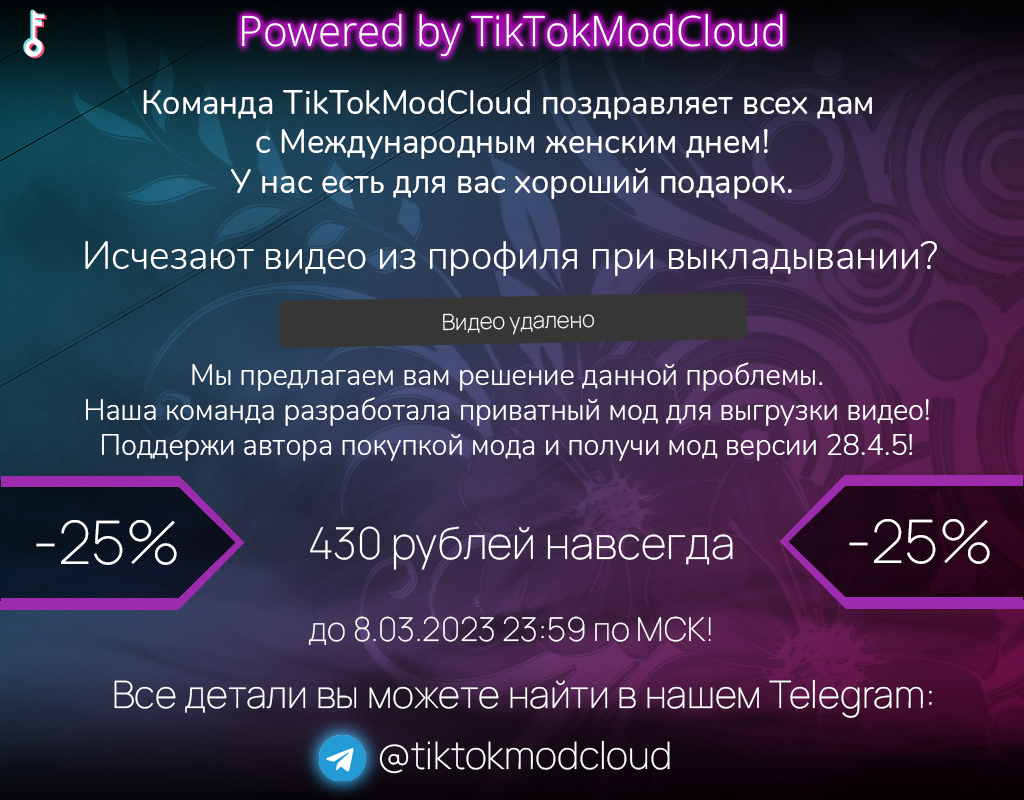 Powered by TikTokModCloud
Команда TikTokModCloud поздравляет всех дам
с Международным женским днем!
У нас есть для вас хороший подарок.
Исчезают видео из профиля при выкладывании?
Видео удалено
Мы предлагаем вам решение данной проблемы.
Наша команда разработала приватный мод для выгрузки видео!
Поддержи автора покупкой мода и получи мод версии 28.4.5!
-25%
430 рублей навсегда
-25%
до 8.03.2023 23:59 по МСК!
Все детали вы можете найти в нашем Telegram:
@tiktokmodcloud